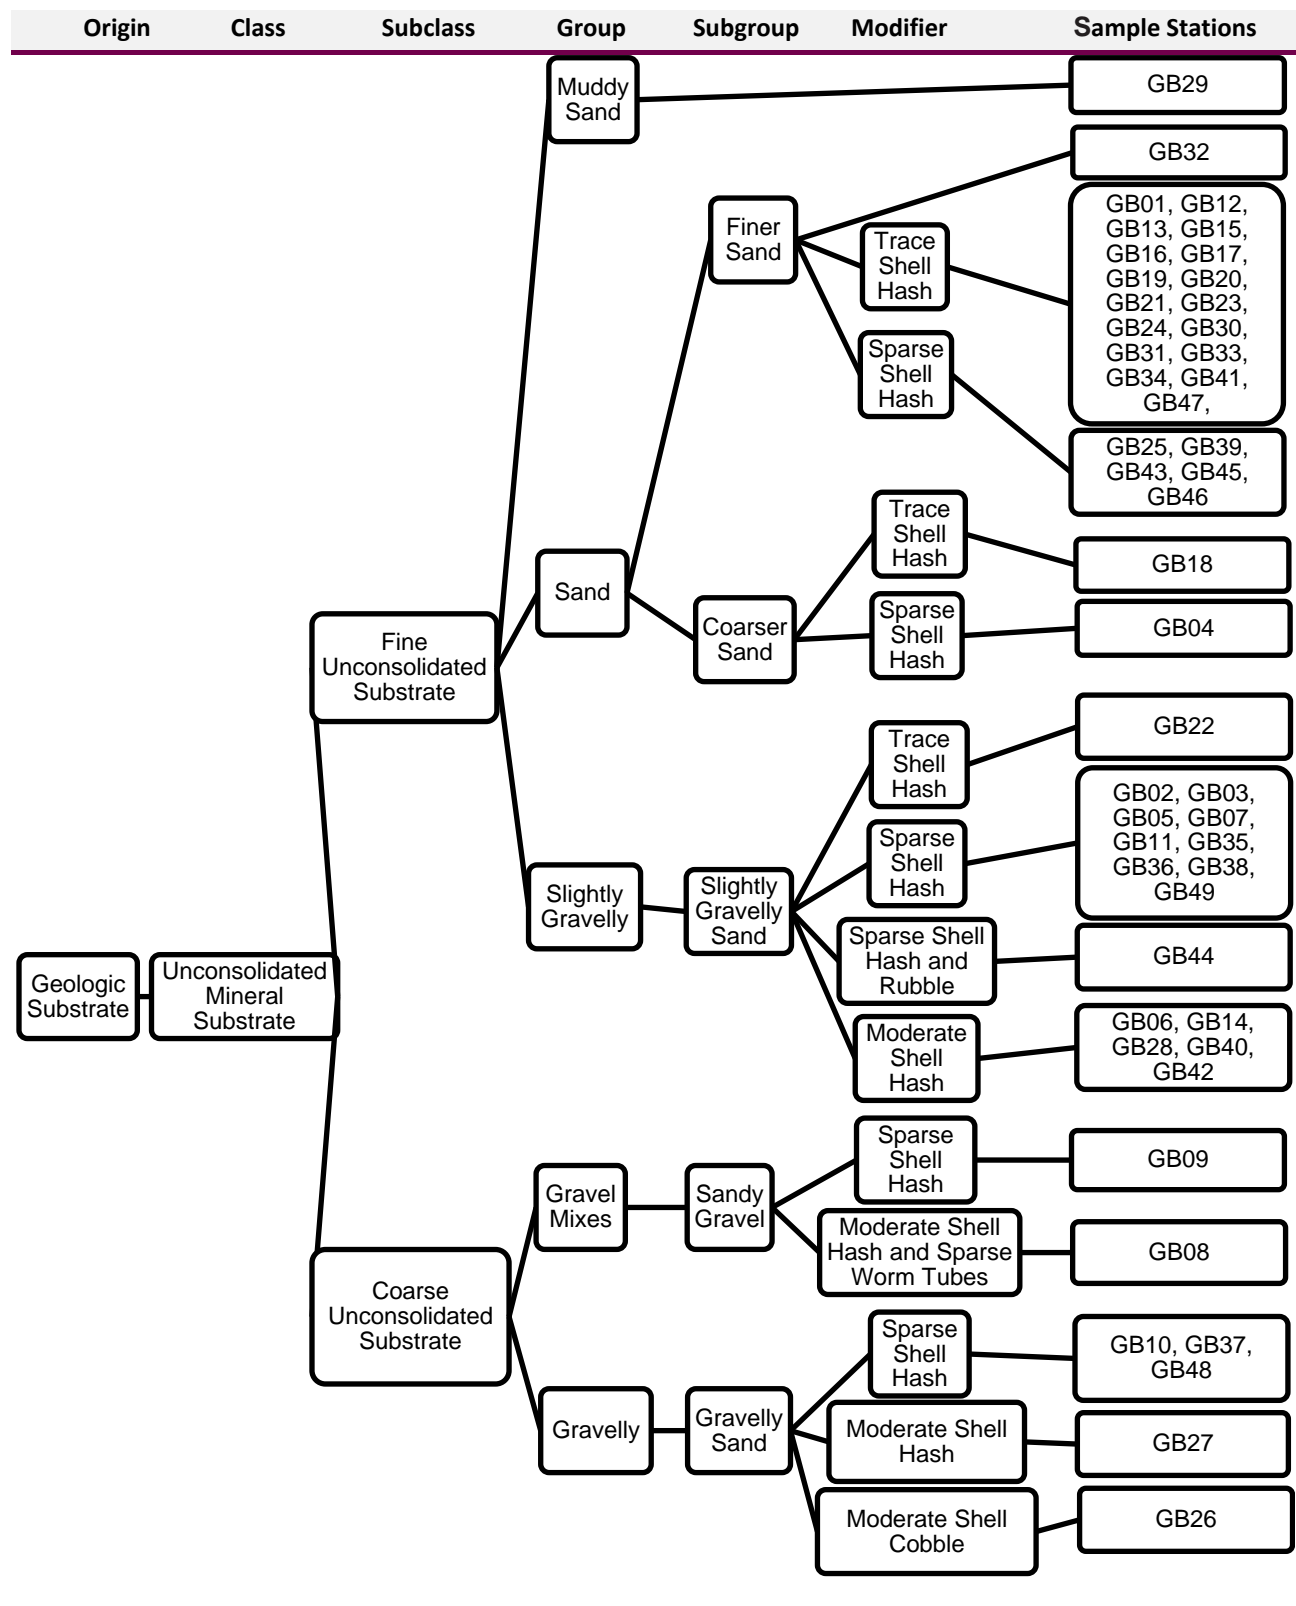 Origin Class Subclass Group Subgroup Modifier Sample Stations
Muddy
Sand
GB29
GB32
Finer
Sand
Trace
Shell
Hash
GB01, GB12,
GB13, GB15,
GB16, GB17,
GB19, GB20,
GB21, GB23,
GB24, GB30,
GB31, GB33,
GB34, GB41,
GB47,
Sparse
Shell
Hash
GB25, GB39,
GB43, GB45,
GB46
Sand
Coarser
Sand
Trace
Shell
Hash
GB18
Sparse
Shell
Hash
GB04
Fine
Unconsolidated
Substrate
Slightly
Gravelly
Slightly
Gravelly
Sand
Trace
Shell
Hash
GB22
Sparse
Shell
Hash
GB02, GB03,
GB05, GB07,
GB11, GB35,
GB36, GB38,
GB49
Sparse Shell
Hash and
Rubble
GB44
Moderate
Shell
Hash
GB06, GB14,
GB28, GB40,
GB42
Geologic
Substrate
Unconsolidated
Mineral
Substrate
Coarse
Unconsolidated
Substrate
Gravel
Mixes
Sandy
Gravel
Sparse
Shell
Hash
GB09
Moderate Shell
Hash and Sparse
Worm Tubes
GB08
Gravelly
Gravelly
Sand
Sparse
Shell
Hash
GB10, GB37,
GB48
Moderate Shell
Hash
GB27
Moderate Shell
Cobble
GB26